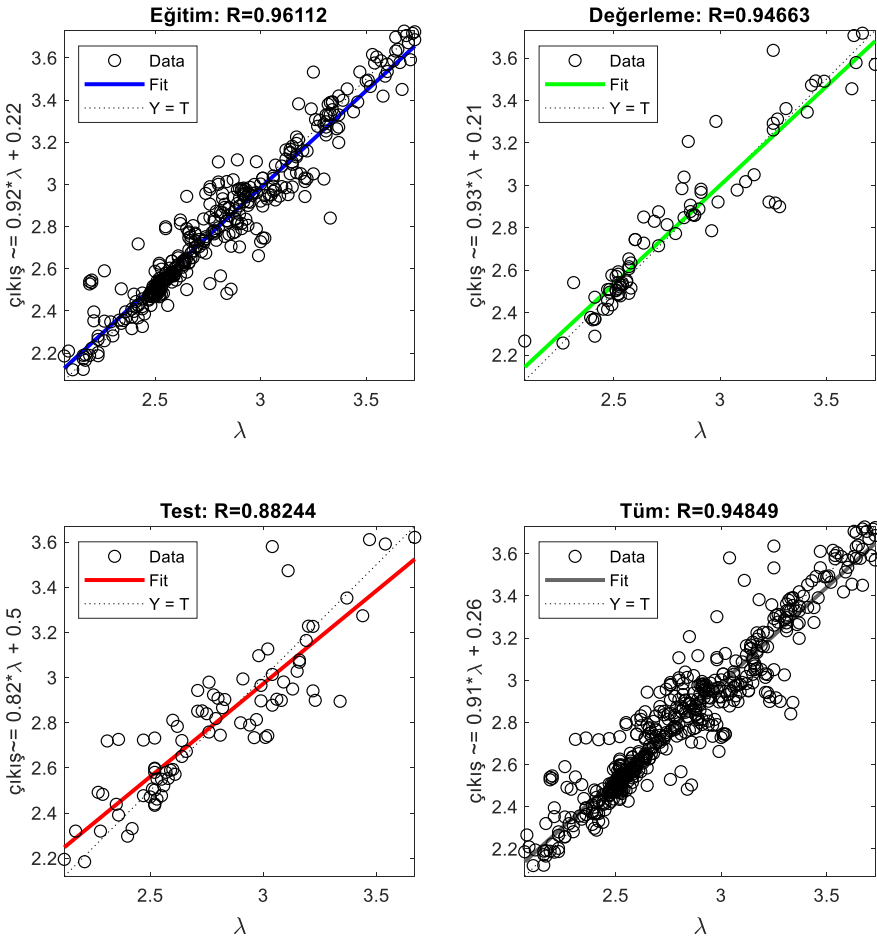 Eğitim: R=0.96112
Data
Fit
Y = T
çıkış ~= 0.92*λ + 0.22
3.6
3.4
3.2
3
2.8
2.6
2.4
2.2
2.5
3
3.5
λ
Değerleme: R=0.94663
Data
Fit
Y = T
çıkış ~= 0.93*λ + 0.21
3.6
3.4
3.2
3
2.8
2.6
2.4
2.2
2.5
3
3.5
λ
Test: R=0.88244
Data
Fit
Y = T
çıkış~= 0.82*λ + 0.5
3.6
3.4
3.2
3
2.8
2.6
2.4
2.2
2.5
3
3.5
λ
Tüm: R=0.94849
Data
Fit
Y = T
çıkış ~= 0.91*λ + 0.26
3.6
3.4
3.2
3
2.8
2.6
2.4
2.2
2.5
3
3.5
λ